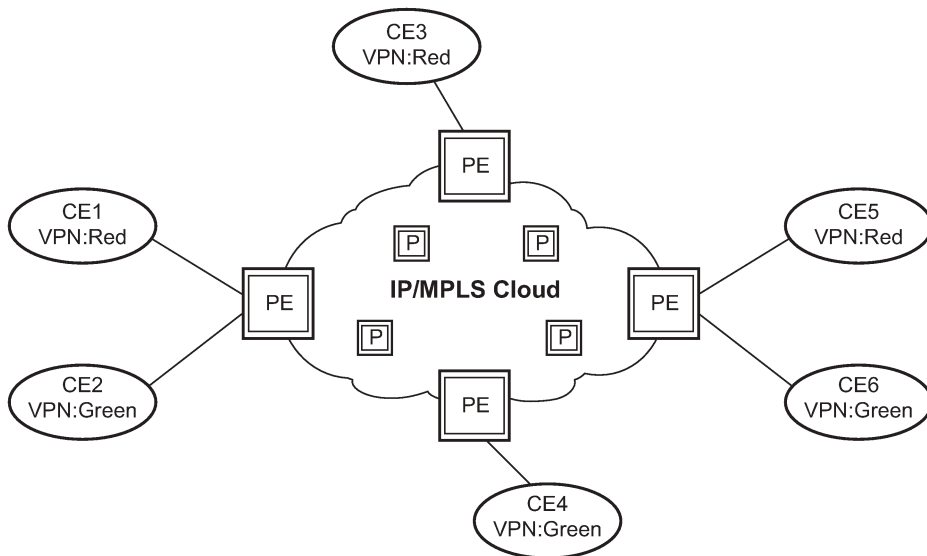 CE3
VPN:Red
PE
CE1
VPN:Red
P
P
CE5
VPN:Red
PE
IP/MPLS Cloud
PE
P
P
CE2
VPN:Green
PE
CE6
VPN:Green
CE4
VPN:Green